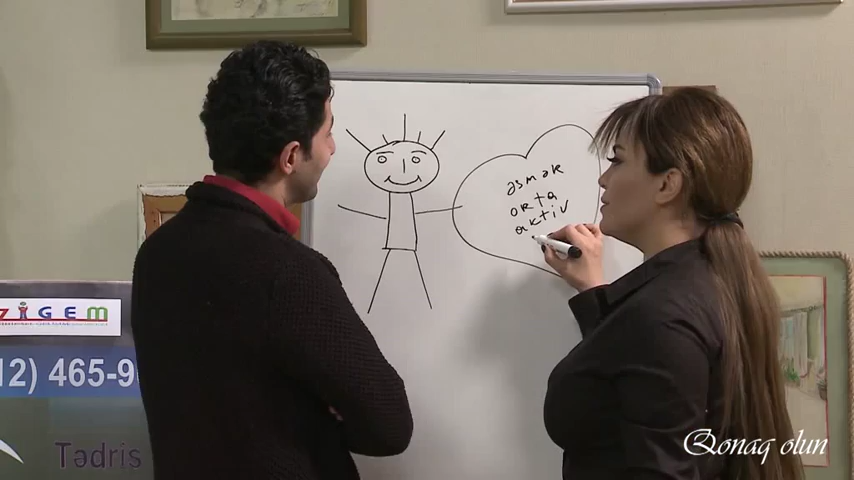 əsmək
orta
aktiv
ZİGEM
12) 465-9
Tədris
Qonaq olun